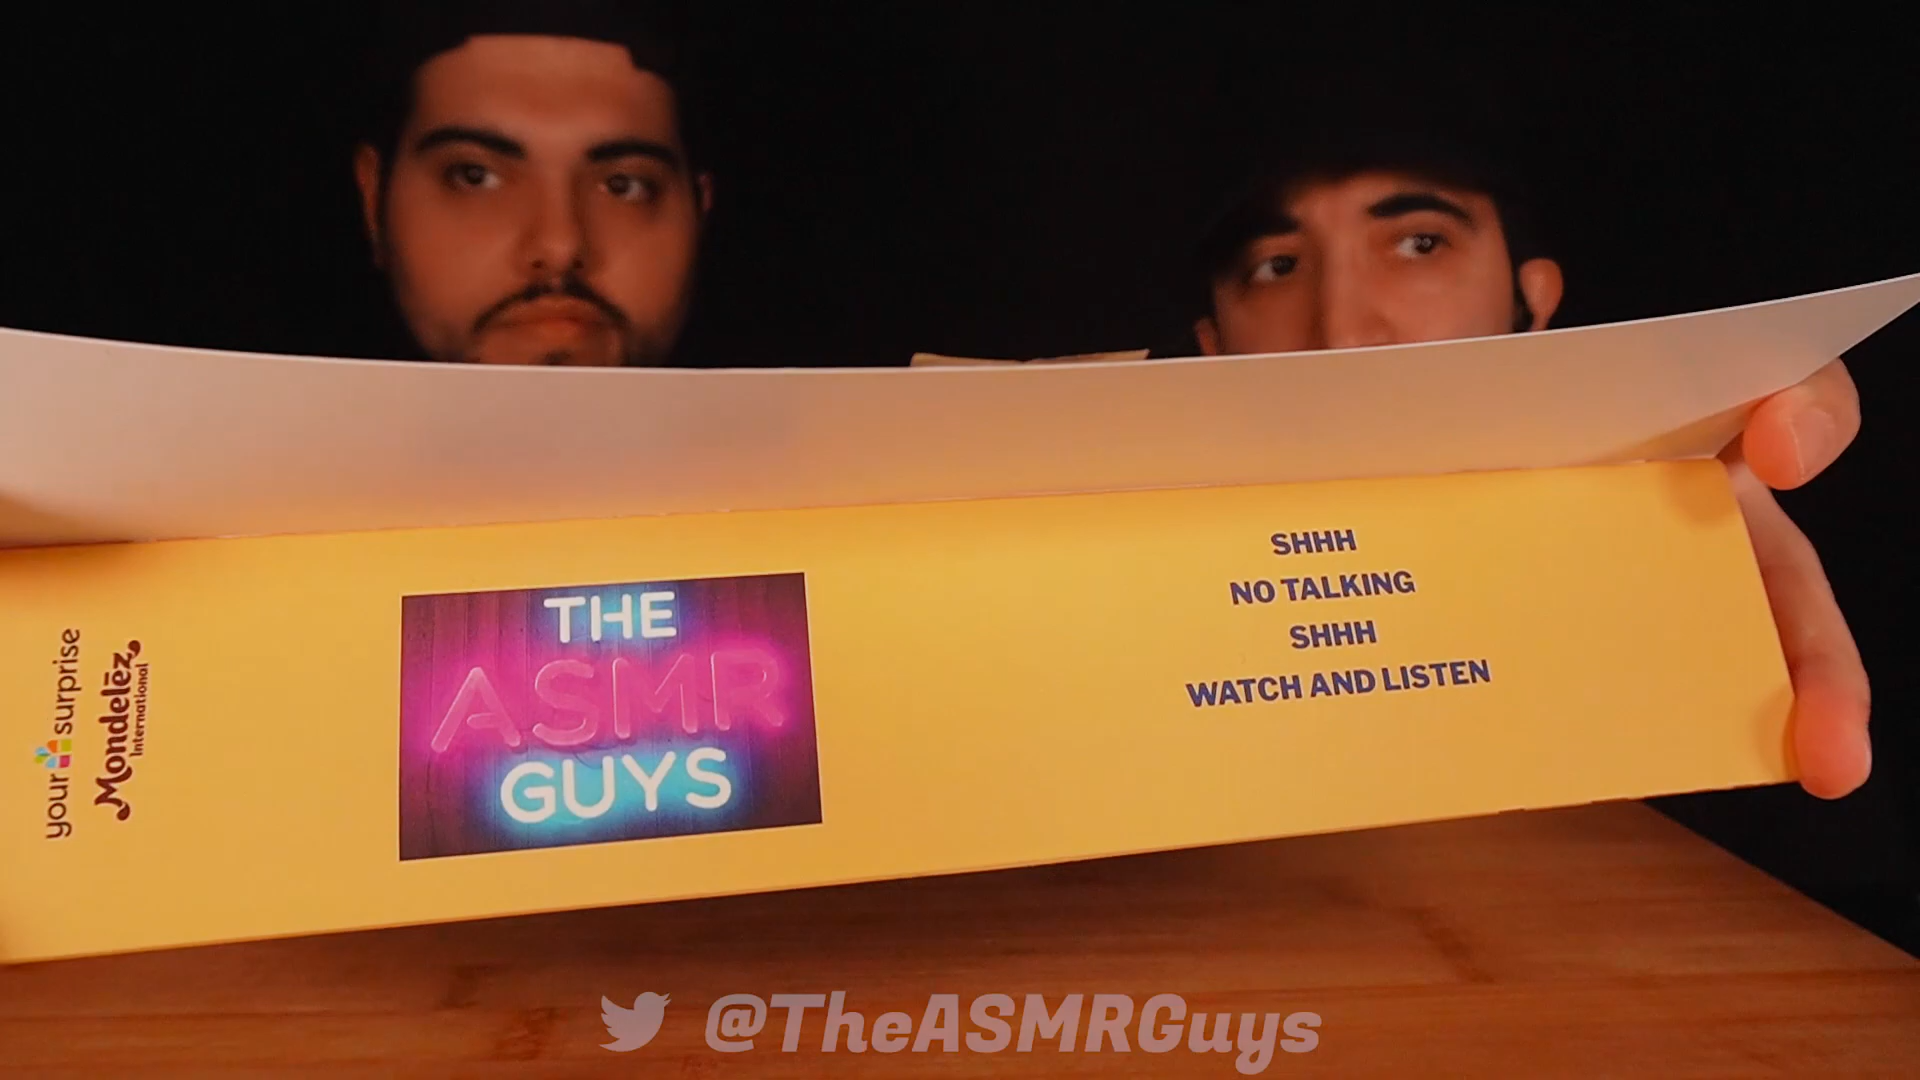 your surprise
Mondelēz
International
THE
ASMR
GUYS
SHHH
NO TALKING
SHHH
WATCH AND LISTEN
@TheASMRGuys